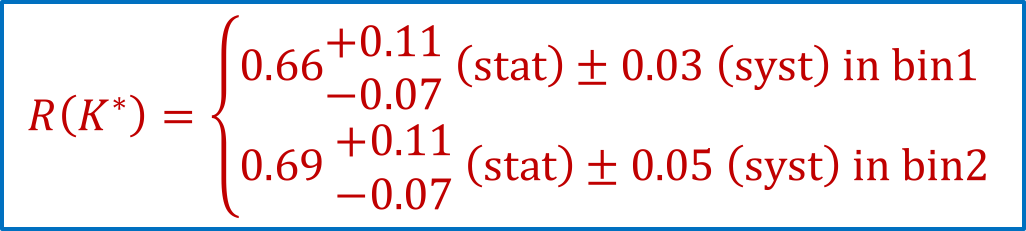 R(K*) = { 0.66 +0.11 −0.07 (stat) ± 0.03 (syst) in bin1
0.69 +0.11 −0.07 (stat) ± 0.05 (syst) in bin2